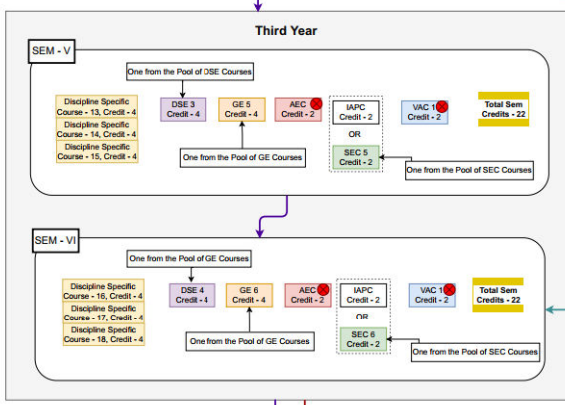 Third Year
SEM - V
One from the Pool of DSE Courses
Discipline Specific
Course - 13, Credit - 4
Discipline Specific
Course - 14, Credit - 4
Discipline Specific
Course - 15, Credit - 4
DSE 3
Credit - 4
GE 5
Credit - 4
AEC
Credit - 2
IAPC
Credit - 2
OR
SEC 5
Credit - 2
VAC 1
Credit - 2
Total Sem
Credits - 22
One from the Pool of GE Courses
One from the Pool of SEC Courses
SEM - VI
One from the Pool of GE Courses
Discipline Specific
Course - 16, Credit - 4
Discipline Specific
Course - 17, Credit - 4
Discipline Specific
Course - 18, Credit - 4
DSE 4
Credit - 4
GE 6
Credit - 4
AEC
Credit - 2
IAPC
Credit - 2
OR
SEC 6
Credit - 2
VAC 1
Credit - 2
Total Sem
Credits - 22
One from the Pool of GE Courses
One from the Pool of SEC Courses